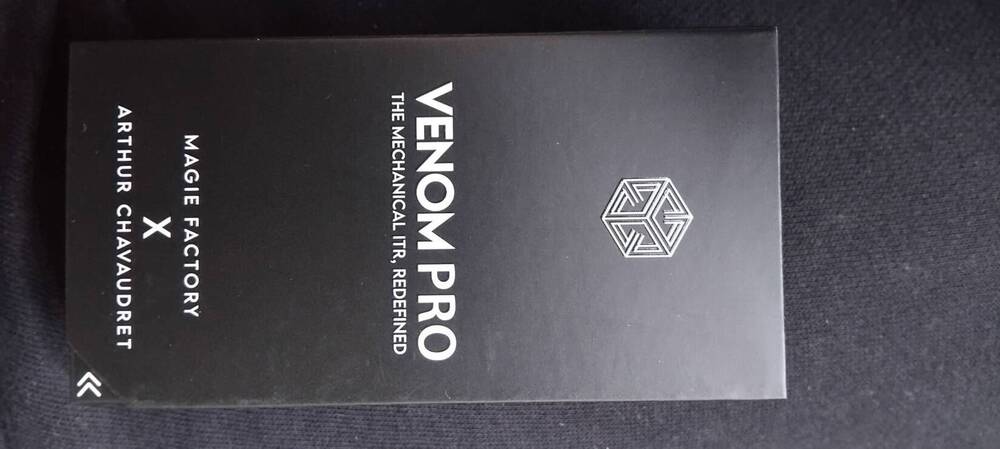 VENOM PRO
THE MECHANICAL ITR, REDEFINED
MAGIE FACTORY
X
ARTHUR CHAVAUDRET